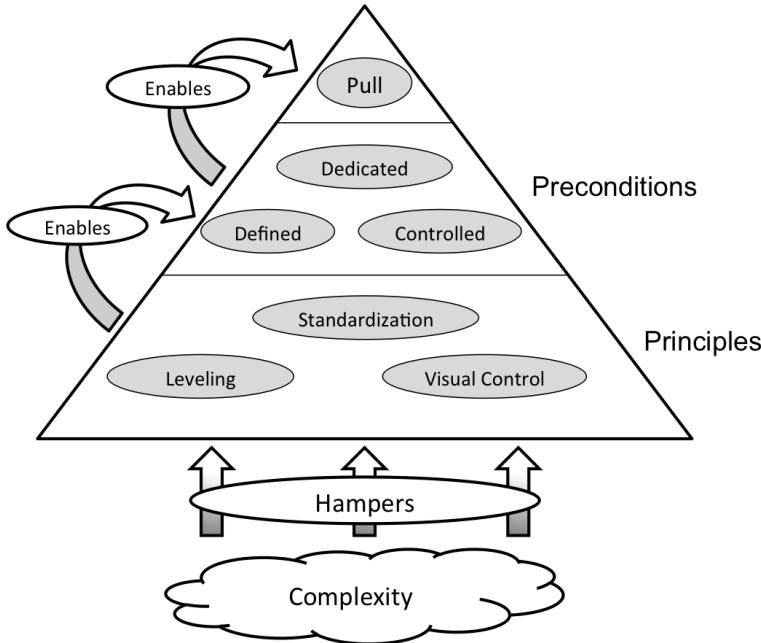 Enables
Pull
Dedicated
Preconditions
Enables
Defined
Controlled
Standardization
Principles
Leveling
Visual Control
Hampers
Complexity